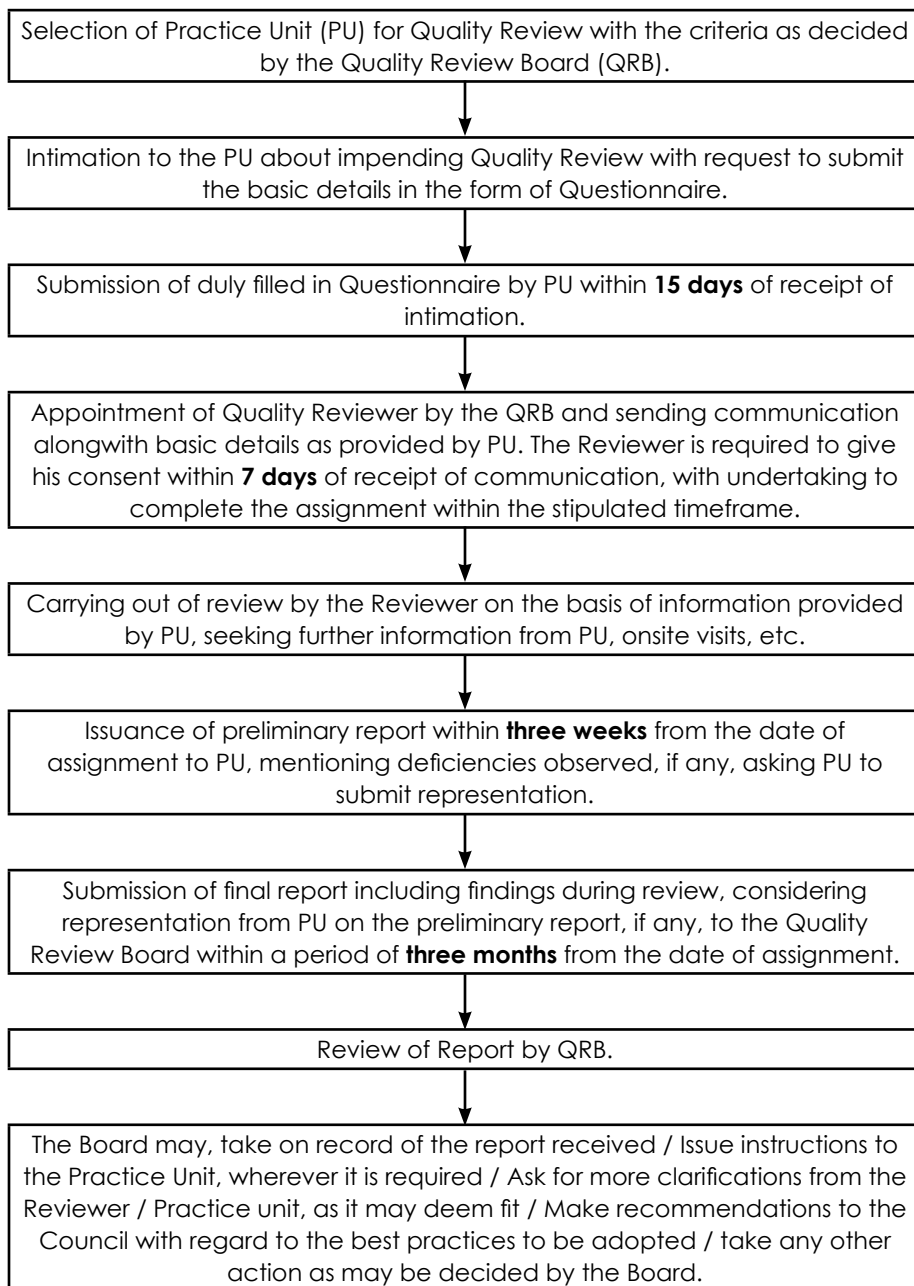 Selection of Practice Unit (PU) for Quality Review with the criteria as decided
by the Quality Review Board (QRB).
Intimation to the PU about impending Quality Review with request to submit
the basic details in the form of Questionnaire.
Submission of duly filled in Questionnaire by PU within 15 days of receipt of
intimation.
Appointment of Quality Reviewer by the QRB and sending communication
alongwith basic details as provided by PU. The Reviewer is required to give
his consent within 7 days of receipt of communication, with undertaking to
complete the assignment within the stipulated timeframe.
Carrying out of review by the Reviewer on the basis of information provided
by PU, seeking further information from PU, onsite visits, etc.
Issuance of preliminary report within three weeks from the date of
assignment to PU, mentioning deficiencies observed, if any, asking PU to
submit representation.
Submission of final report including findings during review, considering
representation from PU on the preliminary report, if any, to the Quality
Review Board within a period of three months from the date of assignment.
Review of Report by QRB.
The Board may, take on record of the report received / Issue instructions to
the Practice Unit, wherever it is required / Ask for more clarifications from the
Reviewer / Practice unit, as it may deem fit / Make recommendations to the
Council with regard to the best practices to be adopted / take any other
action as may be decided by the Board.